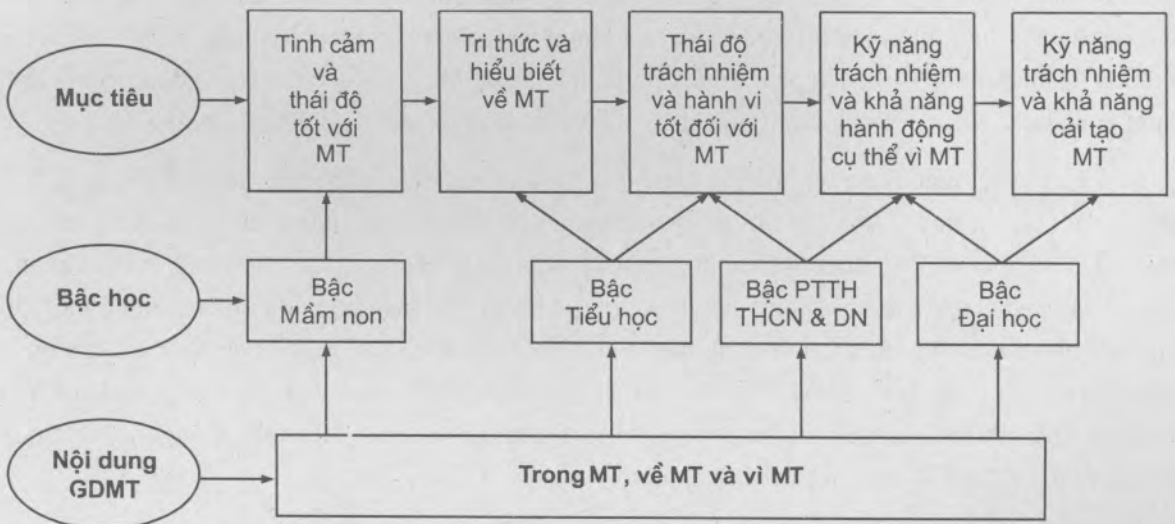 Mục tiêu
Tình cảm
và
thái độ
tốt với
MT
Tri thức và
hiểu biết
về MT
Thái độ
trách nhiệm
và hành vi
tốt đối với
MT
Kỹ năng
trách nhiệm
và khả năng
hành động
cụ thể vì MT
Kỹ năng
trách nhiệm
và khả năng
cải tạo
MT
Bậc học
Bậc
Mầm non
Bậc
Tiểu học
Bậc PTTH
THCN & DN
Bậc
Đại học
Nội dung
GDMT
Trong MT, về MT và vì MT